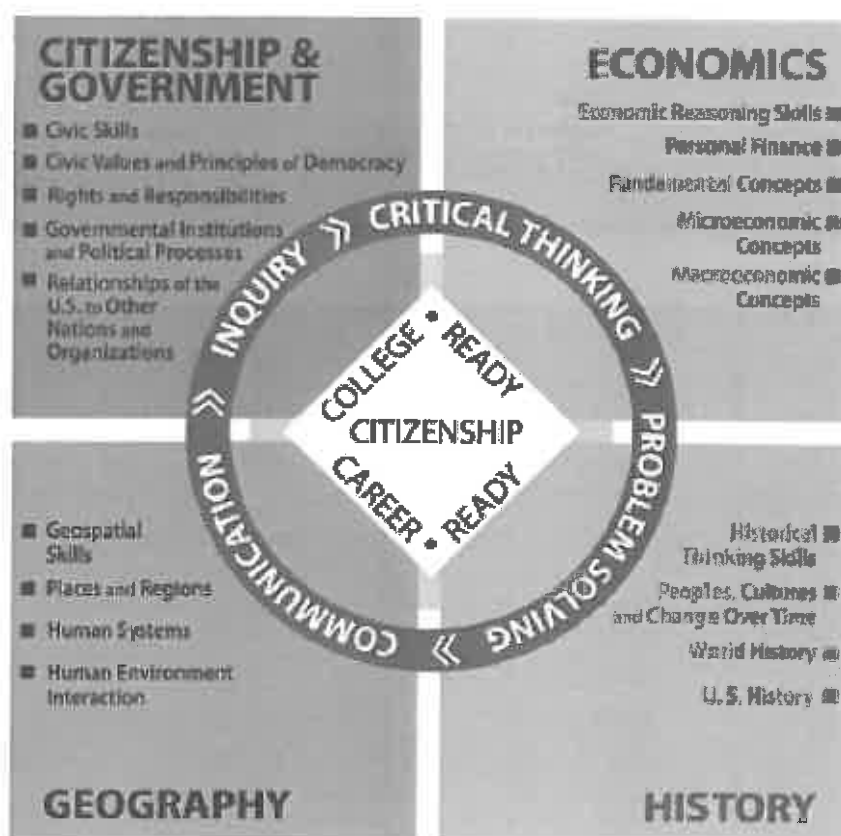 CITIZENSHIP &
GOVERNMENT
Civic Skills
Civic Values and Principles of Democracy
Rights and Responsibilities
Governmental Institutions
and Political Processes
Relationships of the
U.S. to Other
Nations and
Organizations
ECONOMICS
Economic Reasoning Skills
Personal Finance
Fundamental Concepts
Microeconomic
Concepts
Macroeconomic
Concepts
INQUIRY » CRITICAL THINKING » PROBLEM SOLVING » COMMUNICATION »
COLLEGE • READY
CITIZENSHIP
CAREER • READY
Geospatial
Skills
Places and Regions
Human Systems
Human Environment
Interaction
GEOGRAPHY
Historical
Thinking Skills
Peoples, Cultures
and Change Over Time
World History
U.S. History
HISTORY